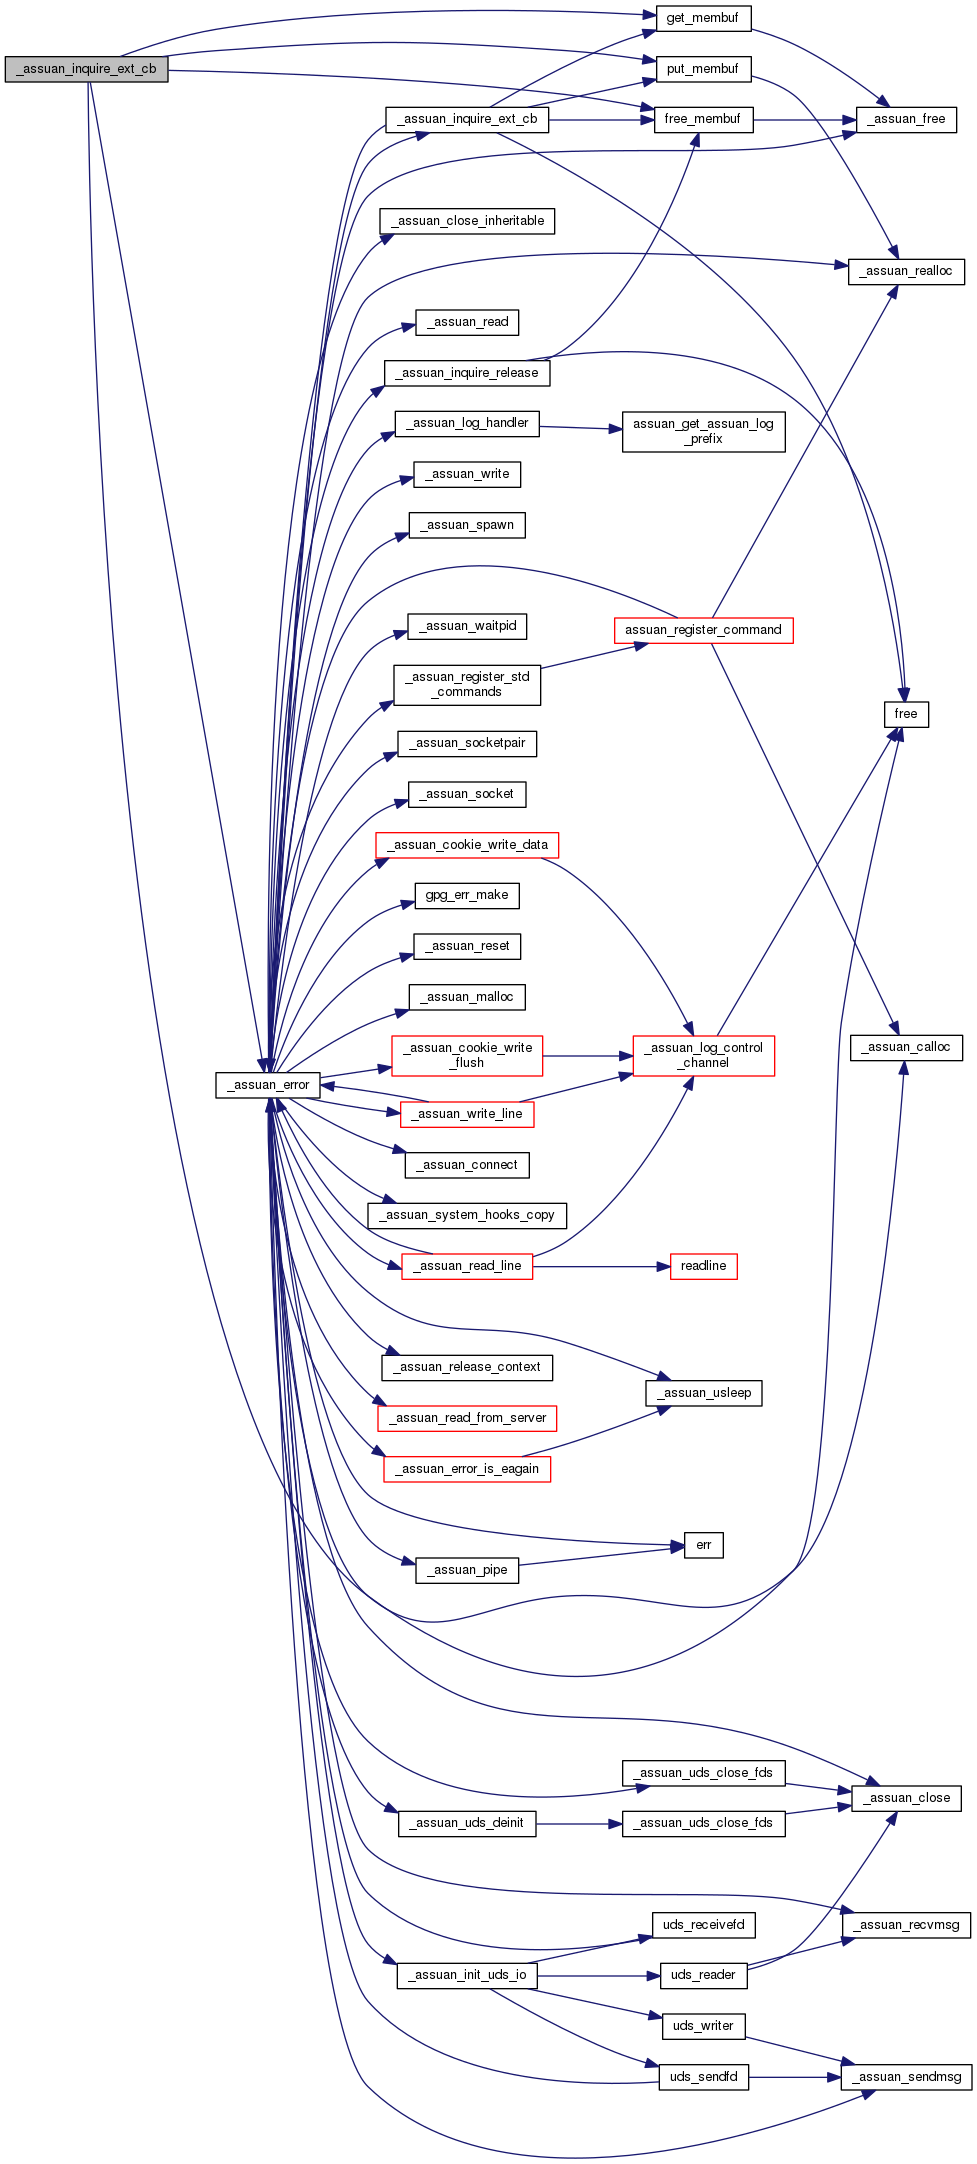 get_membuf
_assuan_inquire_ext_cb
put_membuf
_assuan_inquire_ext_cb
free_membuf
_assuan_free
_assuan_close_inheritable
_assuan_realloc
_assuan_read
_assuan_inquire_release
_assuan_log_handler
assuan_get_assuan_log
_prefix
_assuan_write
_assuan_spawn
_assuan_waitpid
assuan_register_command
_assuan_register_std
_commands
free
_assuan_socketpair
_assuan_socket
_assuan_cookie_write_data
gpg_err_make
_assuan_reset
_assuan_malloc
_assuan_cookie_write
_flush
_assuan_log_control
_channel
_assuan_calloc
_assuan_error
_assuan_write_line
_assuan_connect
_assuan_system_hooks_copy
_assuan_read_line
readline
_assuan_release_context
_assuan_usleep
_assuan_read_from_server
_assuan_error_is_eagain
err
_assuan_pipe
_assuan_uds_close_fds
_assuan_close
_assuan_uds_deinit
_assuan_uds_close_fds
uds_receivefd
_assuan_recvmsg
_assuan_init_uds_io
uds_reader
uds_writer
uds_sendfd
_assuan_sendmsg